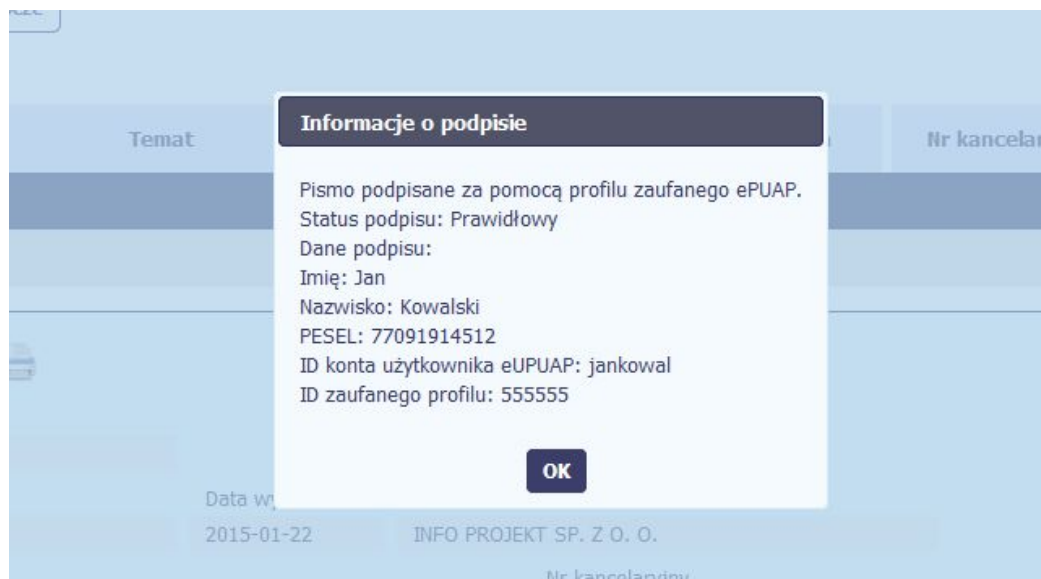 Temat
Nr kancelar
Informacje o podpisie
Pismo podpisane za pomocą profilu zaufanego ePUAP.
Status podpisu: Prawidłowy
Dane podpisu:
Imię: Jan
Nazwisko: Kowalski
PESEL: 77091914512
ID konta użytkownika eUPUAP: jankowal
ID zaufanego profilu: 555555
OK
Data wy
2015-01-22 INFO PROJEKT SP. Z O. O.
Nr kancelaryjny